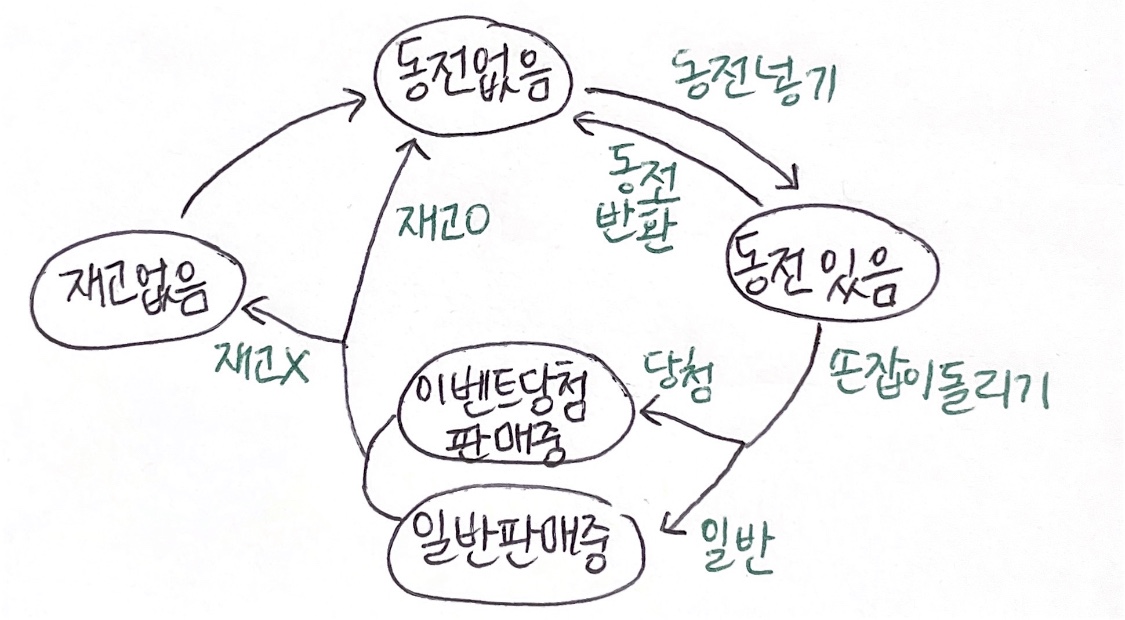 동전없음
동전넣기
동전
반환
재고O
동전있음
재고없음
재고X
손잡이돌리기
당첨
이벤트당첨
판매중
일반판매중
일반